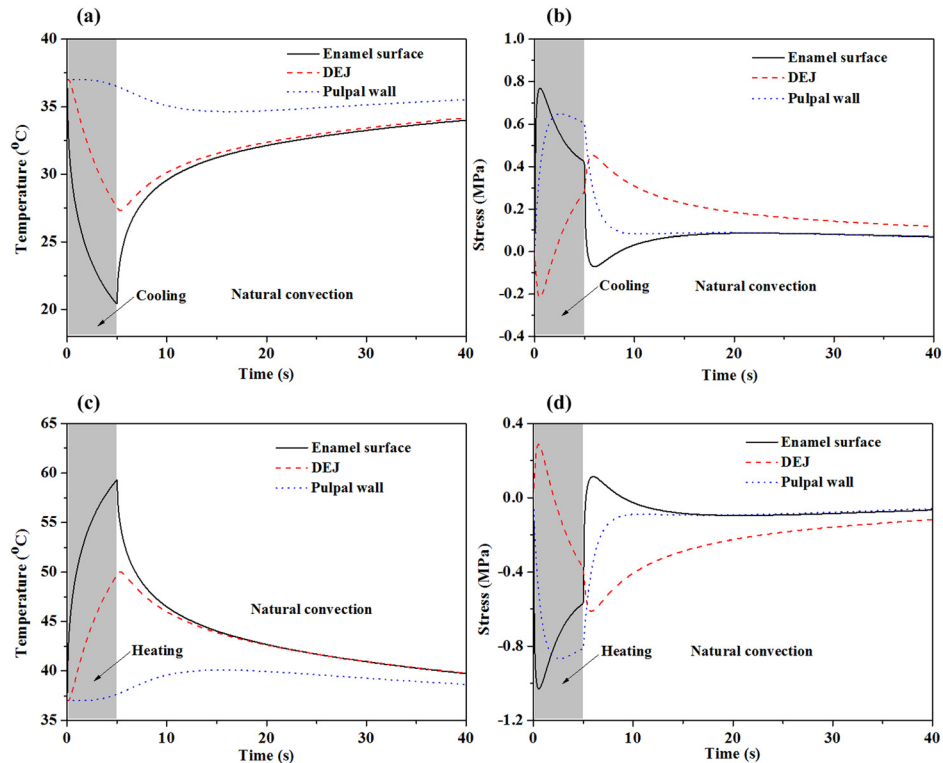 (a)
40
35
30
25
20
Temperature (⁰C)
Enamel surface
DEJ
Pulpal wall
Cooling
Natural convection
0
10
20
30
40
Time (s)
(b)
1.0
0.8
0.6
0.4
0.2
0.0
-0.2
-0.4
Stress (MPa)
Enamel surface
DEJ
Pulpal wall
Cooling
Natural convection
0
10
20
30
40
Time (s)
(c)
65
60
55
50
45
40
35
Temperature (⁰C)
Enamel surface
DEJ
Pulpal wall
Natural convection
Heating
0
10
20
30
40
Time (s)
(d)
0.4
0.0
-0.4
-0.8
-1.2
Stress (MPa)
Enamel surface
DEJ
Pulpal wall
Heating
Natural convection
0
10
20
30
40
Time (s)